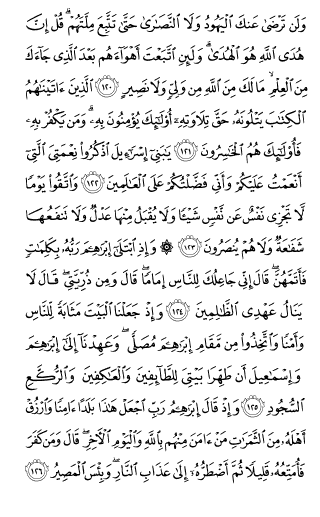 وَلَن تَرْضَىٰ عَنكَ ٱلْيَهُودُ وَلَا ٱلنَّصَـٰرَىٰ حَتَّىٰ تَتَّبِعَ مِلَّتَهُمْ ۗ قُلْ إِنَّ
هُدَى ٱللَّهِ هُوَ ٱلْهُدَىٰ ۗ وَلَئِنِ ٱتَّبَعْتَ أَهْوَآءَهُم بَعْدَ ٱلَّذِى جَآءَكَ
مِنَ ٱلْعِلْمِ ۙ مَا لَكَ مِنَ ٱللَّهِ مِن وَلِىٍّ وَلَا نَصِيرٍ ﴿١٢٠﴾ ٱلَّذِينَ ءَاتَيْنَـٰهُمُ
ٱلْكِتَـٰبَ يَتْلُونَهُۥ حَقَّ تِلَاوَتِهِۦٓ أُو۟لَـٰٓئِكَ يُؤْمِنُونَ بِهِۦ ۗ وَمَن يَكْفُرْ بِهِۦ
فَأُو۟لَـٰٓئِكَ هُمُ ٱلْخَـٰسِرُونَ ﴿١٢١﴾ يَـٰبَنِىٓ إِسْرَٰٓءِيلَ ٱذْكُرُوا۟ نِعْمَتِىَ ٱلَّتِىٓ
أَنْعَمْتُ عَلَيْكُمْ وَأَنِّى فَضَّلْتُكُمْ عَلَى ٱلْعَـٰلَمِينَ ﴿١٢٢﴾ وَٱتَّقُوا۟ يَوْمًا
لَّا تَجْزِى نَفْسٌ عَن نَّفْسٍ شَيْـًٔا وَلَا يُقْبَلُ مِنْهَا عَدْلٌ وَلَا تَنفَعُهَا
شَفَـٰعَةٌ وَلَا هُمْ يُنصَرُونَ ﴿١٢٣﴾ ۞ وَإِذِ ٱبْتَلَىٰٓ إِبْرَٰهِـۧمَ رَبُّهُۥ بِكَلِمَـٰتٍ
فَأَتَمَّهُنَّ ۖ قَالَ إِنِّى جَاعِلُكَ لِلنَّاسِ إِمَامًا ۖ قَالَ وَمِن ذُرِّيَّتِى ۖ قَالَ لَا
يَنَالُ عَهْدِى ٱلظَّـٰلِمِينَ ﴿١٢٤﴾ وَإِذْ جَعَلْنَا ٱلْبَيْتَ مَثَابَةً لِّلنَّاسِ
وَأَمْنًا وَٱتَّخِذُوا۟ مِن مَّقَامِ إِبْرَٰهِـۧمَ مُصَلًّى ۖ وَعَهِدْنَآ إِلَىٰٓ إِبْرَٰهِـۧمَ
وَإِسْمَـٰعِيلَ أَن طَهِّرَا بَيْتِىَ لِلطَّآئِفِينَ وَٱلْعَـٰكِفِينَ وَٱلرُّكَّعِ
ٱلسُّجُودِ ﴿١٢٥﴾ وَإِذْ قَالَ إِبْرَٰهِـۧمُ رَبِّ ٱجْعَلْ هَـٰذَا بَلَدًا ءَامِنًا وَٱرْزُقْ
أَهْلَهُۥ مِنَ ٱلثَّمَرَٰتِ مَنْ ءَامَنَ مِنْهُم بِٱللَّهِ وَٱلْيَوْمِ ٱلْـَٔاخِرِ ۖ قَالَ وَمَن كَفَرَ
فَأُمَتِّعُهُۥ قَلِيلًا ثُمَّ أَضْطَرُّهُۥٓ إِلَىٰ عَذَابِ ٱلنَّارِ ۖ وَبِئْسَ ٱلْمَصِيرُ ﴿١٢٦﴾